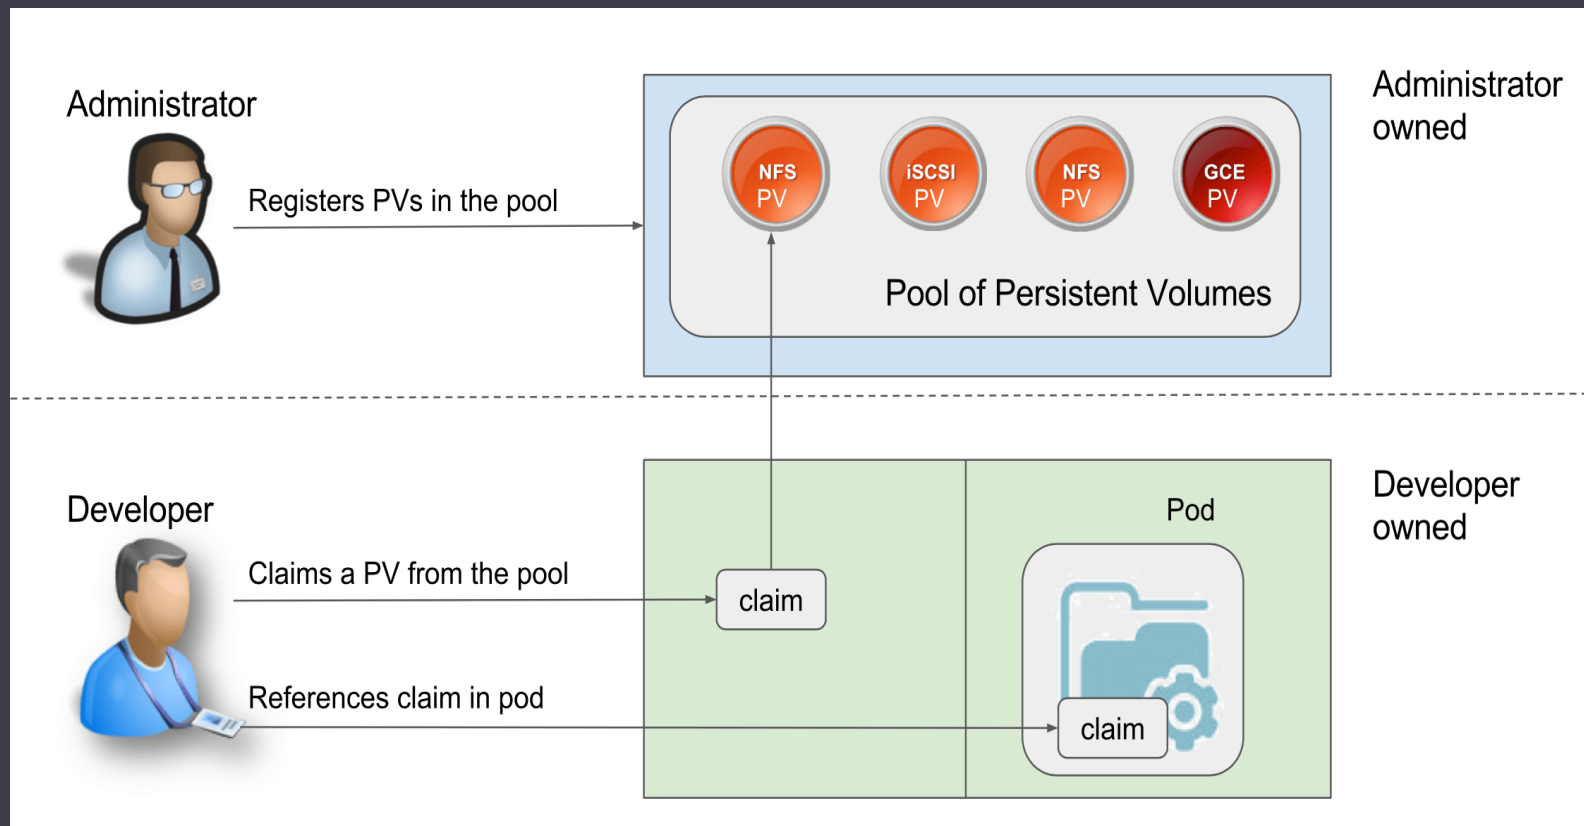 Administrator
Registers PVs in the pool
NFS
PV
iSCSI
PV
NFS
PV
GCE
PV
Pool of Persistent Volumes
Administrator
owned
Developer
Claims a PV from the pool
claim
References claim in pod
Pod
claim
Developer
owned